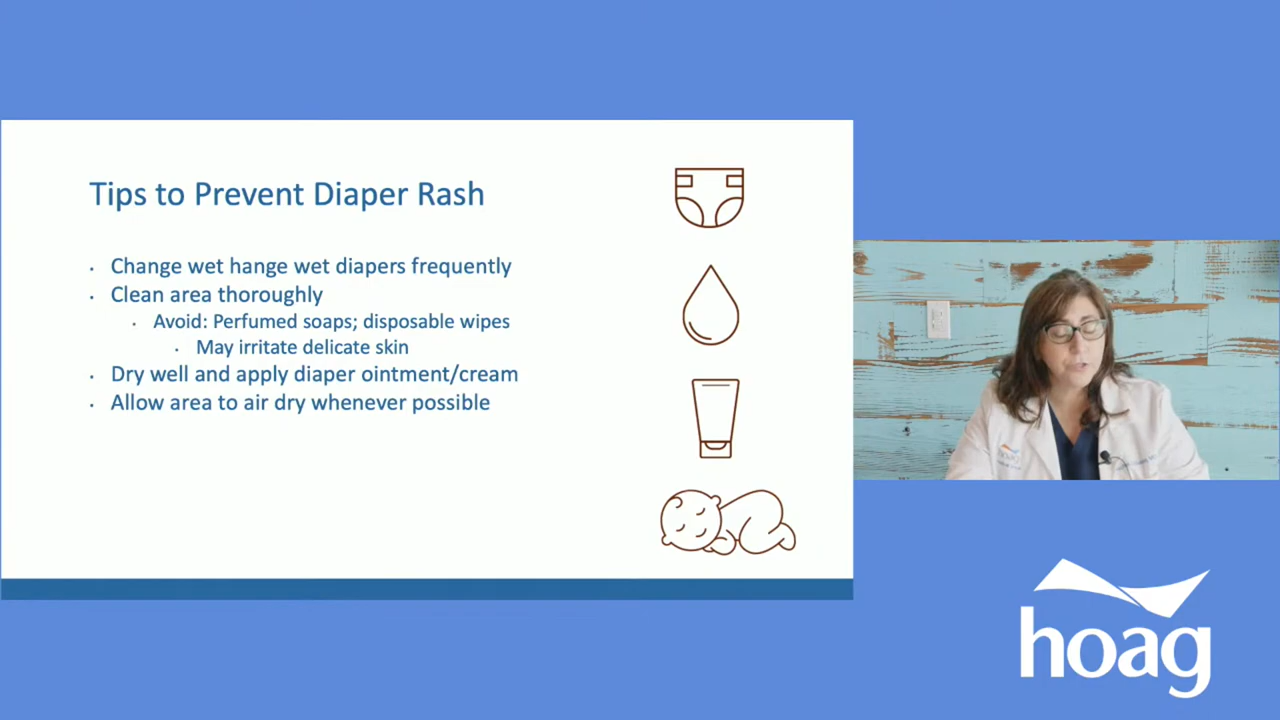 Tips to Prevent Diaper Rash
• Change wet hange wet diapers frequently
• Clean area thoroughly
• Avoid: Perfumed soaps; disposable wipes
• May irritate delicate skin
• Dry well and apply diaper ointment/cream
• Allow area to air dry whenever possible
hoag
hoag